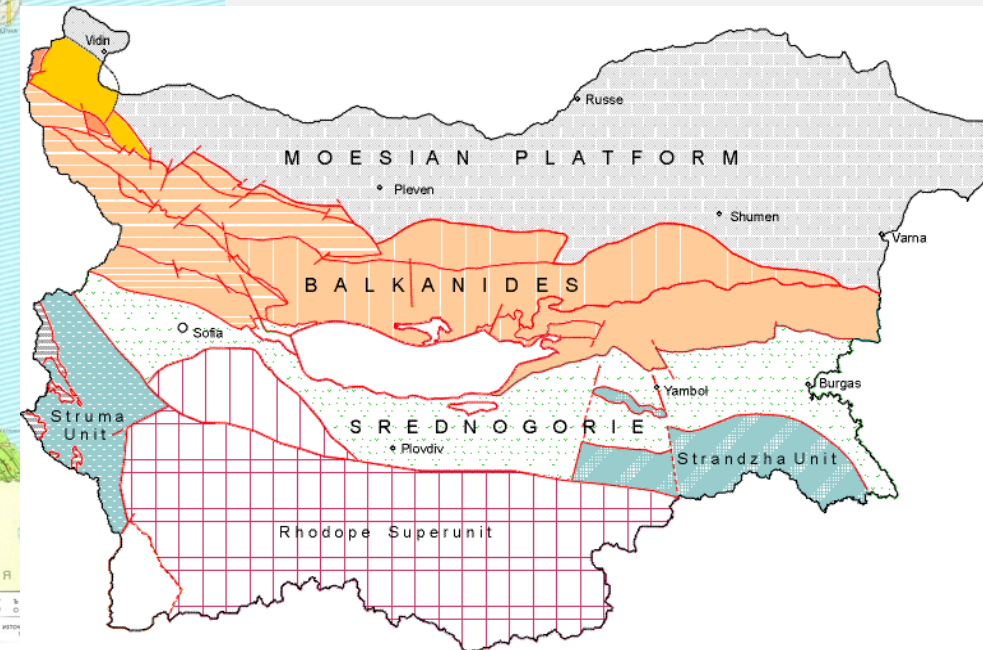 Vidin
Russe
MOESIAN PLATFORM
Pleven
Shumen
Varna
BALKANIDES
Sofia
Yambol
Burgas
Struma
Unit
SREDNOGORIE
Plovdiv
Strandzha Unit
Rhodope Superunit
Я